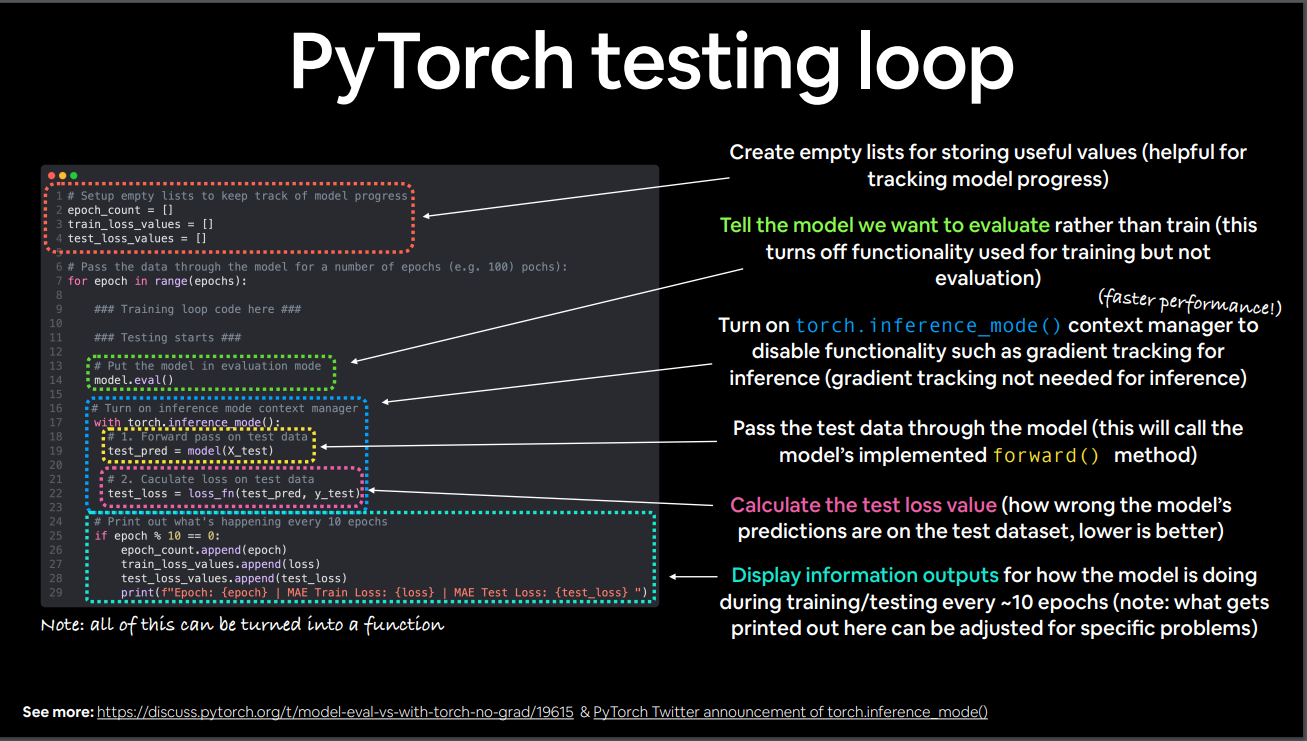 PyTorch testing loop
1 # Setup empty lists to keep track of model progress
2 epoch_count = []
3 train_loss_values = []
4 test_loss_values = []
5
6 # Pass the data through the model for a number of epochs (e.g. 100) pochs):
7 for epoch in range(epochs):
8
9 ### Training loop code here ###
10
11 ### Testing starts ###
12
13 # Put the model in evaluation mode
14 model.eval()
15
16 # Turn on inference mode context manager
17 with torch.inference_mode():
18 # 1. Forward pass on test data
19 test_pred = model(X_test)
20
21 # 2. Caculate loss on test data
22 test_loss = loss_fn(test_pred, y_test)
23
24 # Print out what's happening every 10 epochs
25 if epoch % 10 == 0:
26 epoch_count.append(epoch)
27 train_loss_values.append(loss)
28 test_loss_values.append(test_loss)
29 print(f"Epoch: {epoch} | MAE Train Loss: {loss} | MAE Test Loss: {test_loss} ")
Note: all of this can be turned into a function
Create empty lists for storing useful values (helpful for
tracking model progress)
Tell the model we want to evaluate rather than train (this
turns off functionality used for training but not
evaluation)
(faster performance!)
Turn on torch.inference_mode() context manager to
disable functionality such as gradient tracking for
inference (gradient tracking not needed for inference)
Pass the test data through the model (this will call the
model's implemented forward() method)
Calculate the test loss value (how wrong the model's
predictions are on the test dataset, lower is better)
Display information outputs for how the model is doing
during training/testing every ~10 epochs (note: what gets
printed out here can be adjusted for specific problems)
See more: https://discuss.pytorch.org/t/model-eval-vs-with-torch-no-grad/19615 & PyTorch Twitter announcement of torch.inference_mode()